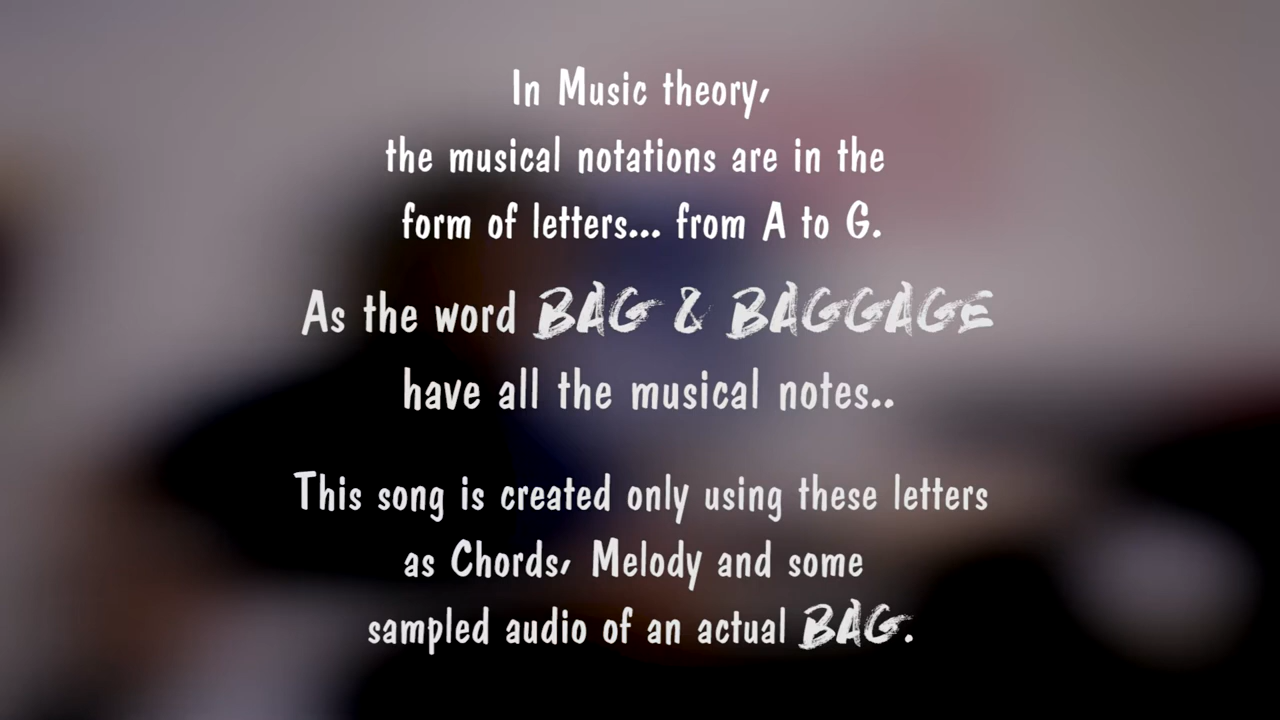 In Music theory,
the musical notations are in the
form of letters... from A to G.
As the word BAG & BAGGAGE
have all the musical notes..
This song is created only using these letters
as Chords, Melody and some
sampled audio of an actual BAG.